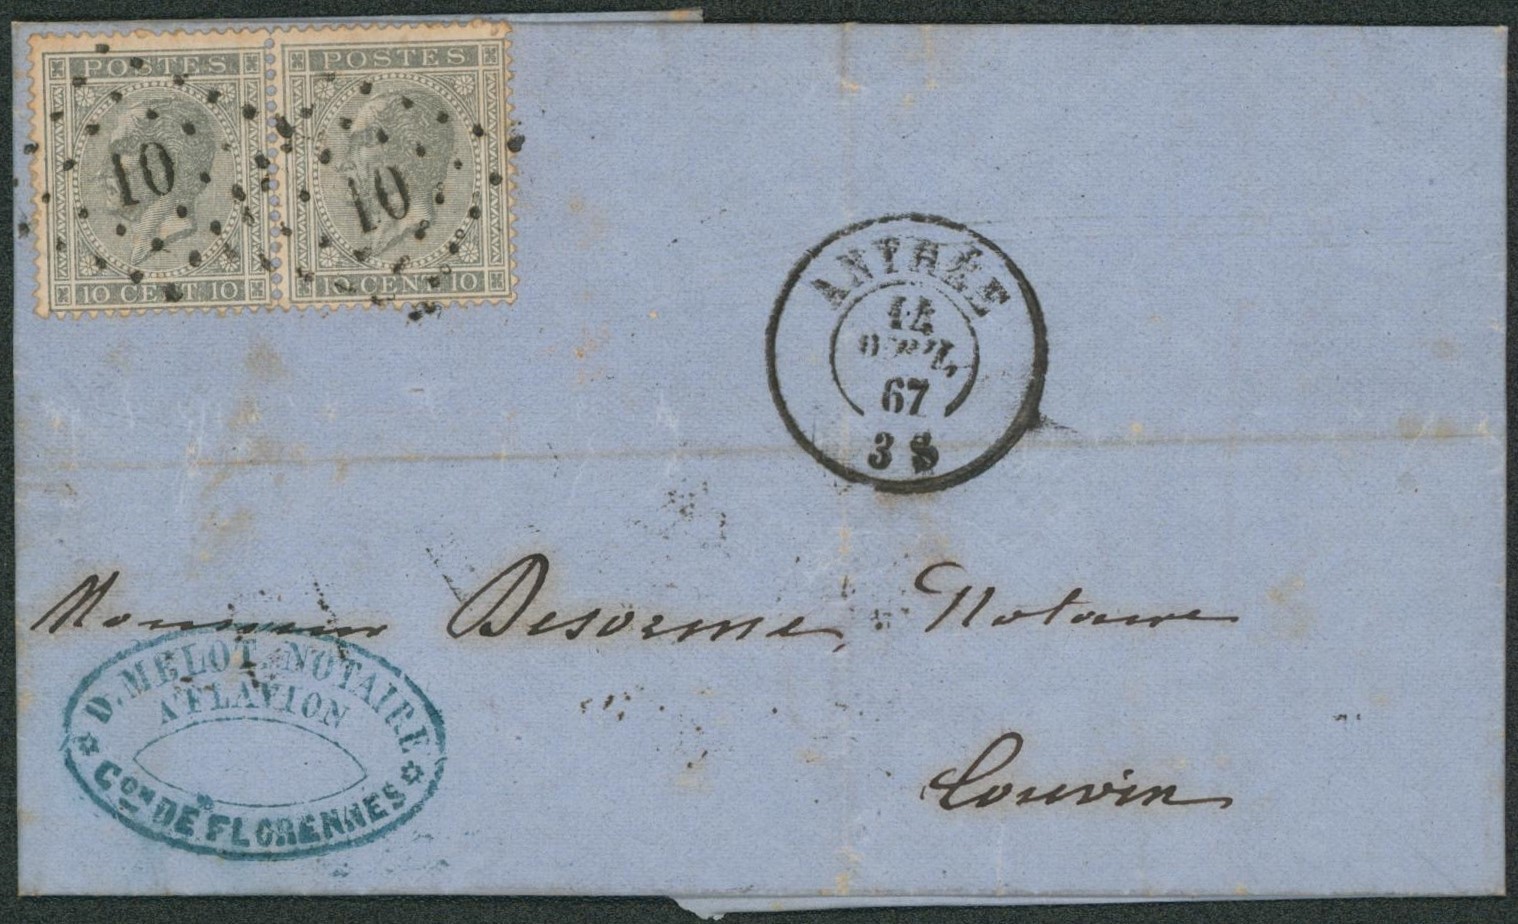 POSTES POSTES
10 10
10 CENT. 10 10 CENT. 10
ANTHÉE
14
67
3 S
Monsieur Desorme, Notaire
Couvin
D. MELOT. NOTAIRE
A FLAVION
Con DE FLORENNES